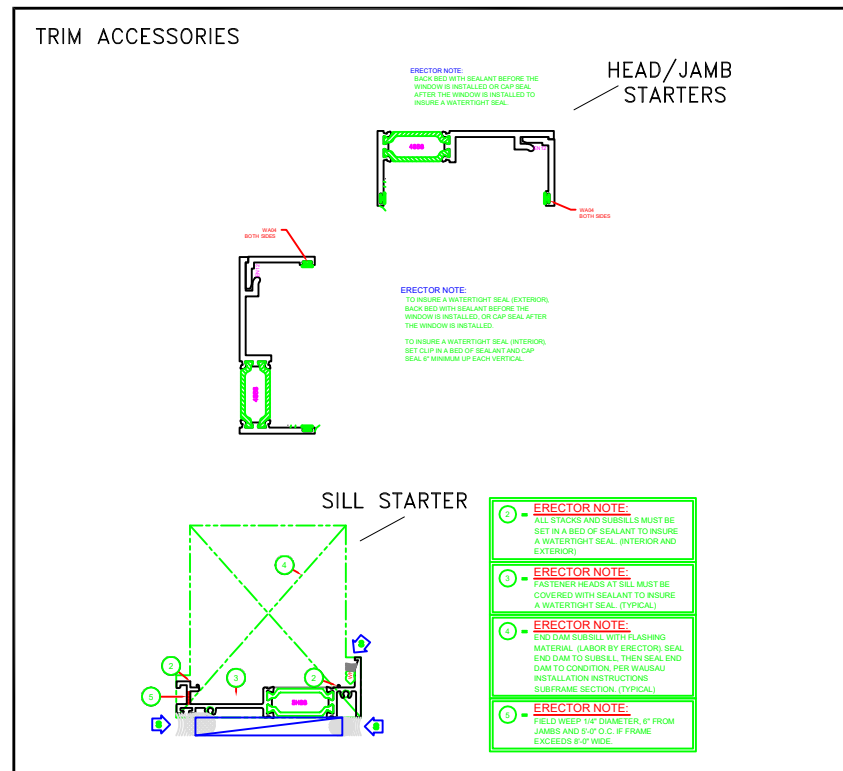 TRIM ACCESSORIES
ERECTOR NOTE:
BACK BED WITH SEALANT BEFORE THE
WINDOW IS INSTALLED OR CAP SEAL
AFTER THE WINDOW IS INSTALLED TO
INSURE A WATERTIGHT SEAL.
HEAD/JAMB
STARTERS
WA04
BOTH SIDES
WA04
BOTH SIDES
ERECTOR NOTE:
TO INSURE A WATERTIGHT SEAL (EXTERIOR),
BACK BED WITH SEALANT BEFORE THE
WINDOW IS INSTALLED, OR CAP SEAL AFTER
THE WINDOW IS INSTALLED.
TO INSURE A WATERTIGHT SEAL (INTERIOR),
SET CLIP IN A BED OF SEALANT AND CAP
SEAL 6" MINIMUM UP EACH VERTICAL.
SILL STARTER
4
2
3
2
5
2 - ERECTOR NOTE:
ALL STACKS AND SUBSILLS MUST BE
SET IN A BED OF SEALANT TO INSURE
A WATERTIGHT SEAL. (INTERIOR AND
EXTERIOR)
3 - ERECTOR NOTE:
FASTENER HEADS AT SILL MUST BE
COVERED WITH SEALANT TO INSURE
A WATERTIGHT SEAL. (TYPICAL)
4 - ERECTOR NOTE:
END DAM SUBSILL WITH FLASHING
MATERIAL (LABOR BY ERECTOR). SEAL
END DAM TO SUBSILL, THEN SEAL END
DAM TO CONDITION, PER WAUSAU
INSTALLATION INSTRUCTIONS
SUBFRAME SECTION. (TYPICAL)
5 - ERECTOR NOTE:
FIELD WEEP 1/4" DIAMETER, 6" FROM
JAMBS AND 5'-0" O.C. IF FRAME
EXCEEDS 8'-0" WIDE.